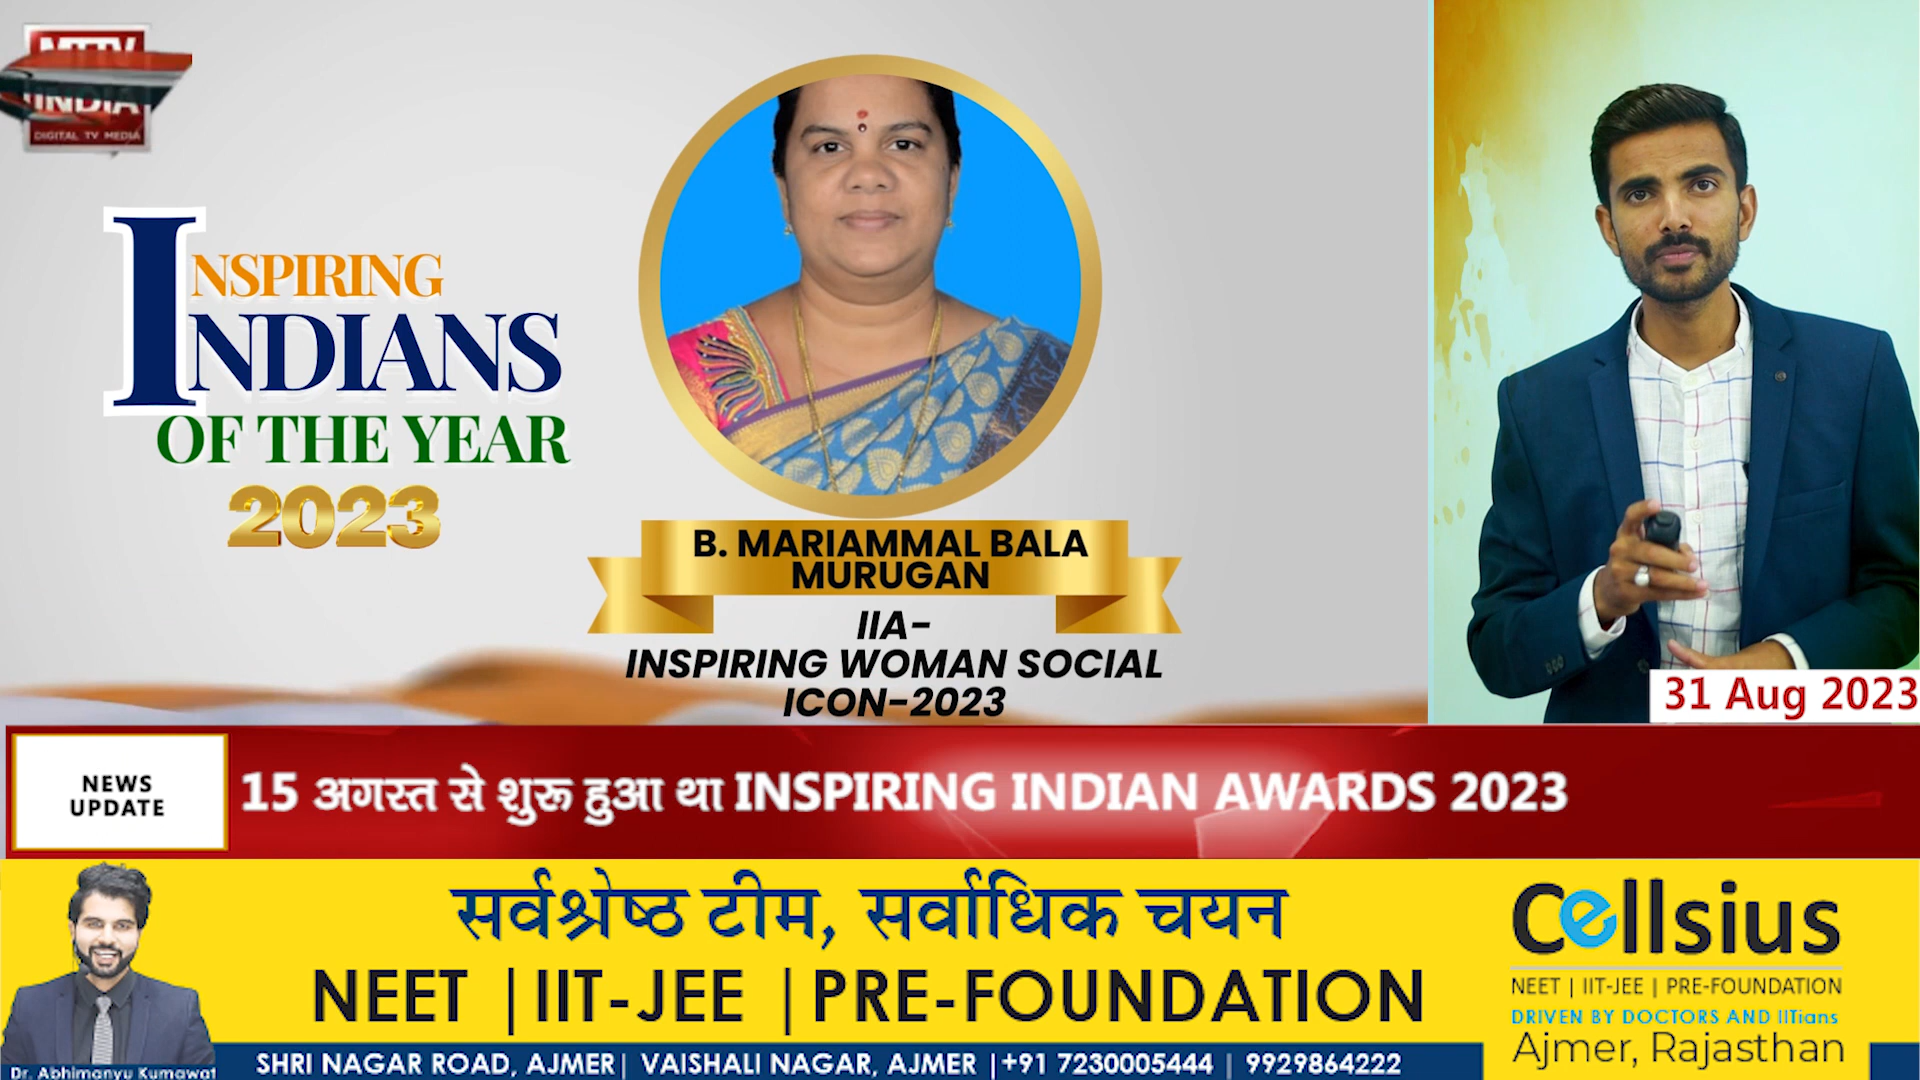 INDIA
DIGITAL TV MEDIA
INSPIRING
INDIANS
OF THE YEAR
2023
B. MARIAMMAL BALA
MURUGAN
IIA-
INSPIRING WOMAN SOCIAL
ICON-2023
31 Aug 2023
NEWS
UPDATE
15 अगस्त से शुरू हुआ था INSPIRING INDIAN AWARDS 2023
सर्वश्रेष्ठ टीम, सर्वाधिक चयन
NEET | IIT-JEE | PRE-FOUNDATION
Dr. Abhimanyu Kumawat
SHRI NAGAR ROAD, AJMER| VAISHALI NAGAR, AJMER |+91 7230005444 | 9929864222
Cellsius
NEET | IIT-JEE | PRE-FOUNDATION
DRIVEN BY DOCTORS AND IITians
Ajmer, Rajasthan